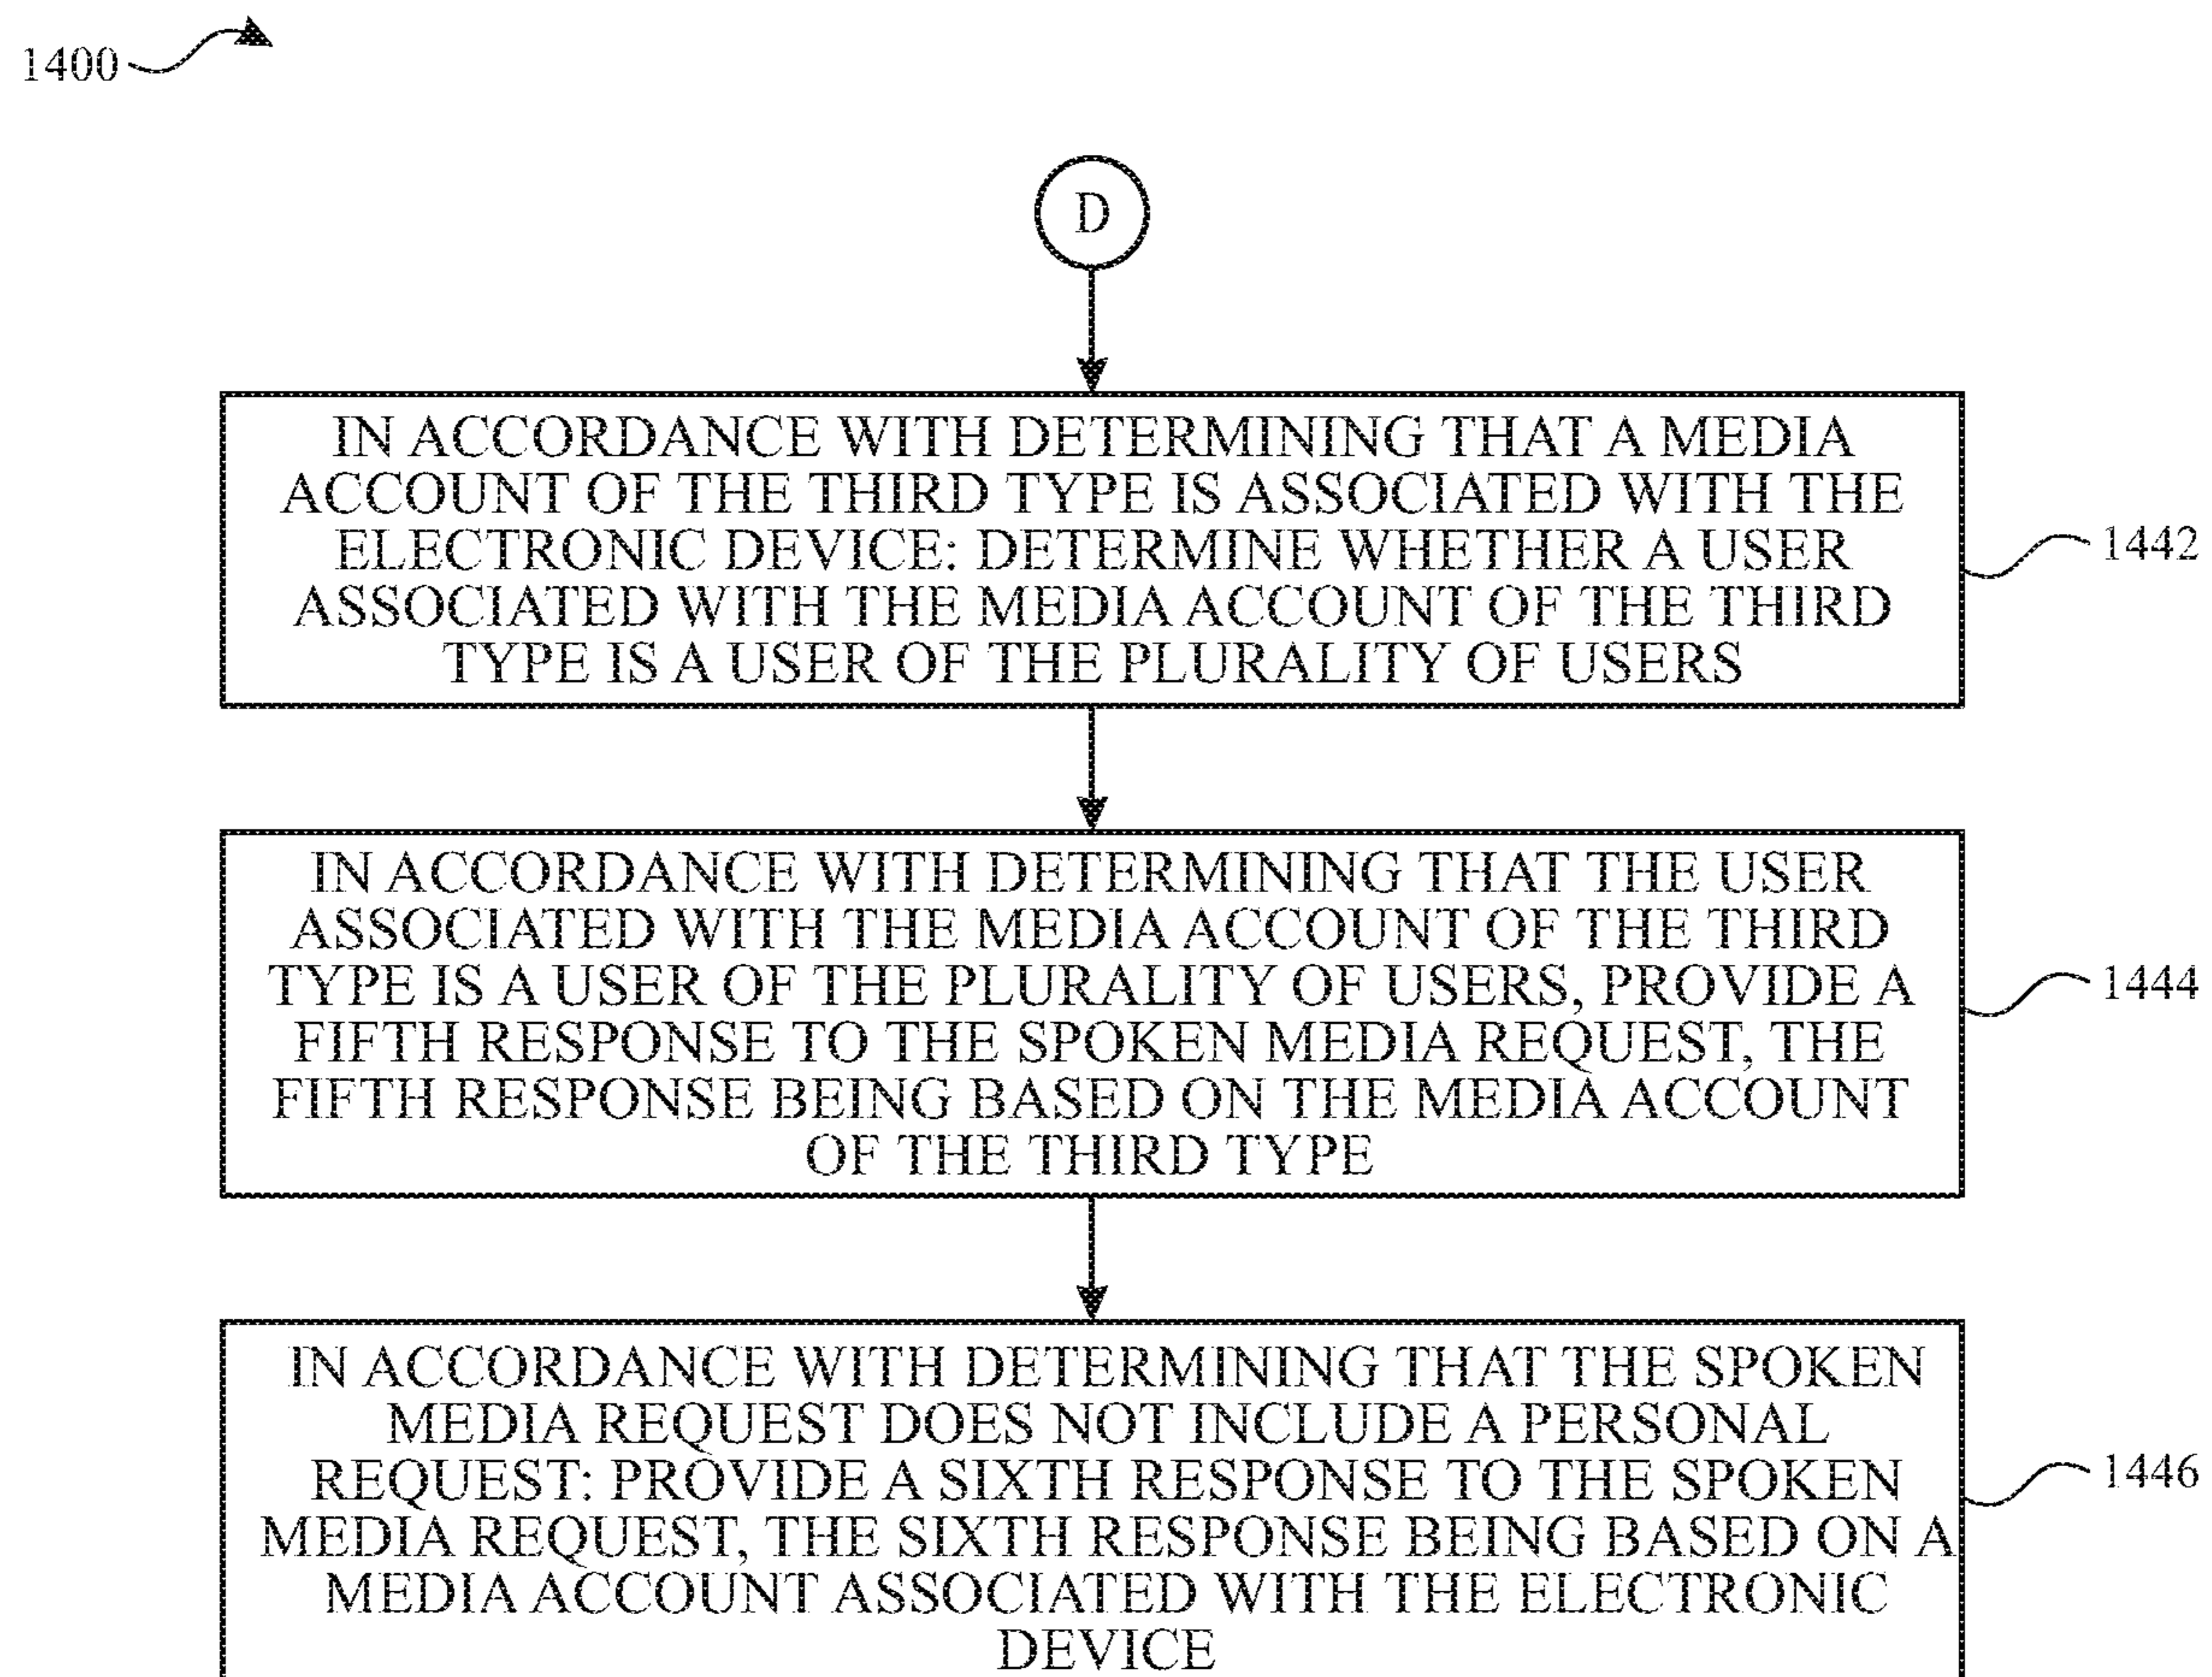 1400
D
IN ACCORDANCE WITH DETERMINING THAT A MEDIA
ACCOUNT OF THE THIRD TYPE IS ASSOCIATED WITH THE
ELECTRONIC DEVICE: DETERMINE WHETHER A USER
ASSOCIATED WITH THE MEDIA ACCOUNT OF THE THIRD
TYPE IS A USER OF THE PLURALITY OF USERS
1442
IN ACCORDANCE WITH DETERMINING THAT THE USER
ASSOCIATED WITH THE MEDIA ACCOUNT OF THE THIRD
TYPE IS A USER OF THE PLURALITY OF USERS, PROVIDE A
FIFTH RESPONSE TO THE SPOKEN MEDIA REQUEST, THE
FIFTH RESPONSE BEING BASED ON THE MEDIA ACCOUNT
OF THE THIRD TYPE
1444
IN ACCORDANCE WITH DETERMINING THAT THE SPOKEN
MEDIA REQUEST DOES NOT INCLUDE A PERSONAL
REQUEST: PROVIDE A SIXTH RESPONSE TO THE SPOKEN
MEDIA REQUEST, THE SIXTH RESPONSE BEING BASED ON A
MEDIA ACCOUNT ASSOCIATED WITH THE ELECTRONIC
DEVICE
1446